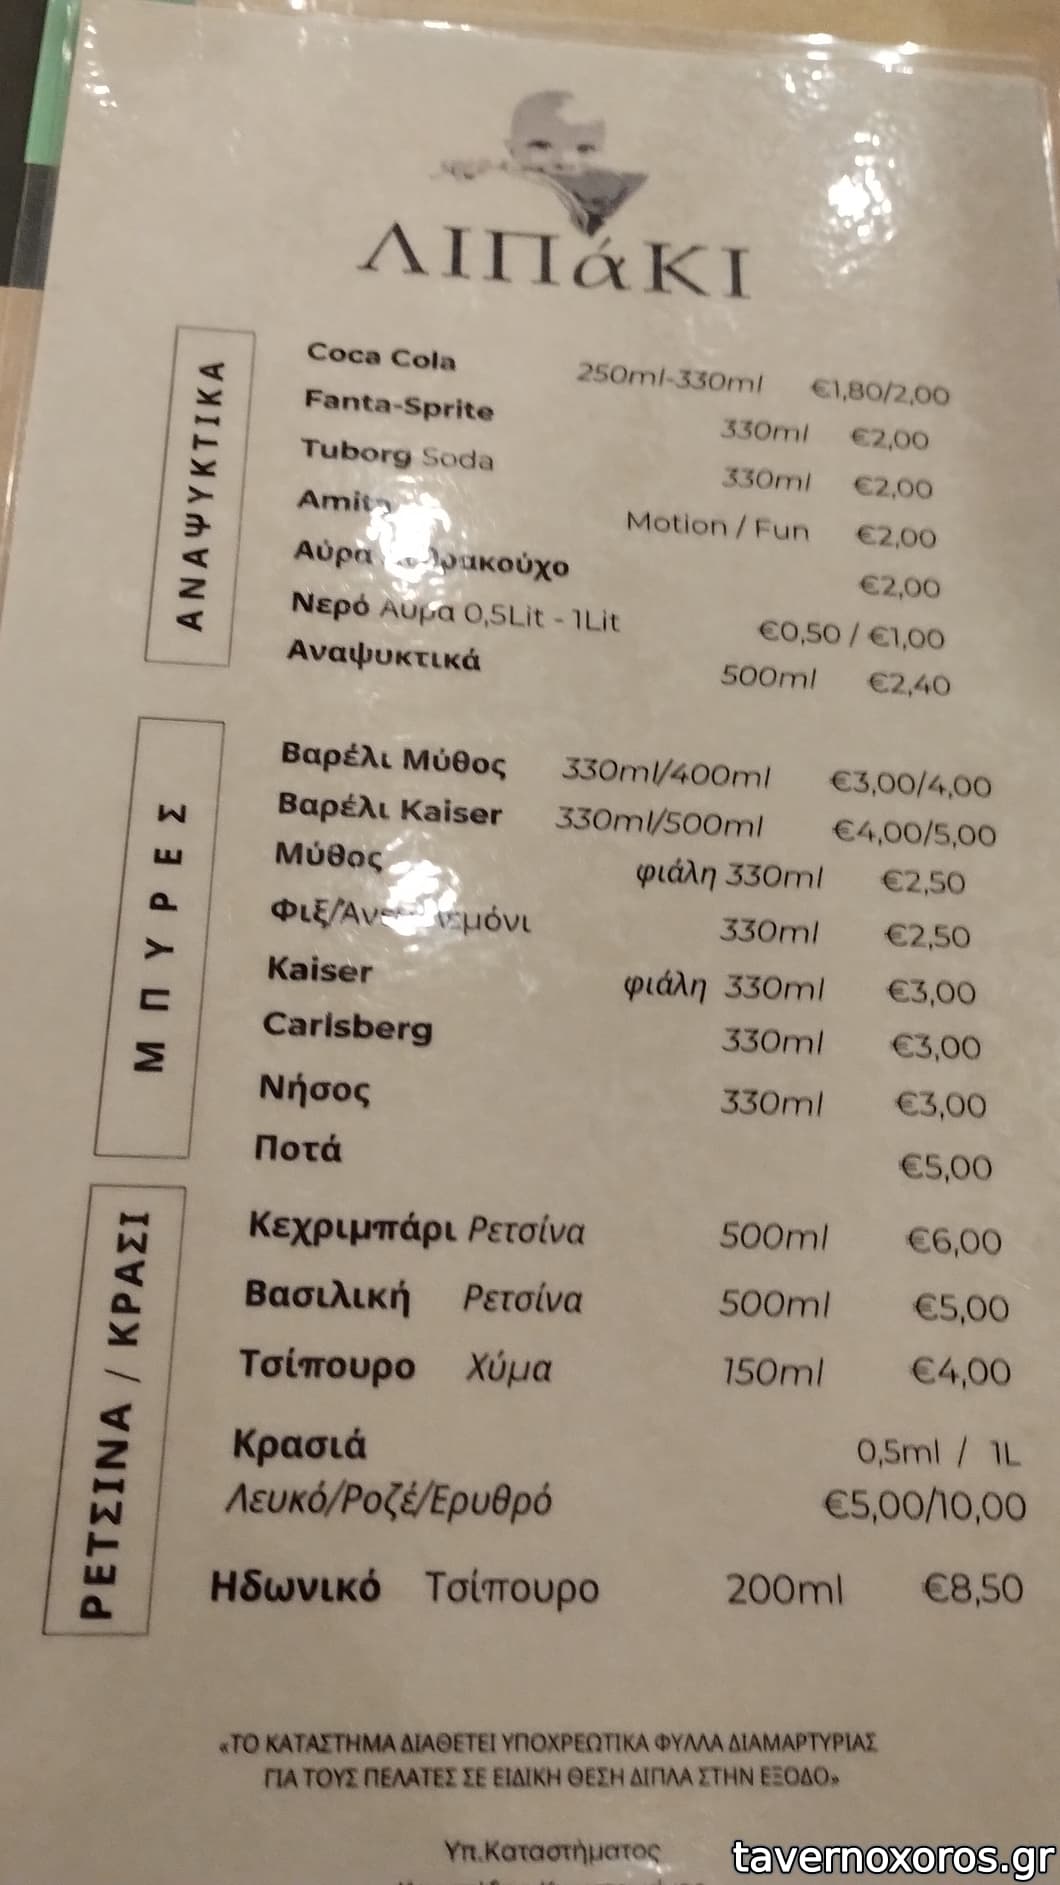 ΛΙΠάΚΙ
ΑΝΑΨΥΚΤΙΚΑ
Coca Cola 250ml-330ml €1,80/2,00
Fanta-Sprite 330ml €2,00
Tuborg Soda 330ml €2,00
Amita Motion / Fun €2,00
Αύρα €2,00
Νερό Αύρα 0,5Lit - 1Lit €0,50 / €1,00
Αναψυκτικά 500ml €2,40
ΜΠΥΡΕΣ
Βαρέλι Μύθος 330ml/400ml €3,00/4,00
Βαρέλι Kaiser 330ml/500ml €4,00/5,00
Μύθος φιάλη 330ml €2,50
330ml €2,50
Kaiser φιάλη 330ml €3,00
Carlsberg 330ml €3,00
Νήσος 330ml €3,00
Ποτά €5,00
ΡΕΤΣΙΝΑ / ΚΡΑΣΙ
Κεχριμπάρι Ρετσίνα 500ml €6,00
Βασιλική Ρετσίνα 500ml €5,00
Τσίπουρο Χύμα 150ml €4,00
Κρασιά 0,5ml / 1L
Λευκό/Ροζέ/Ερυθρό €5,00/10,00
Ηδωνικό Τσίπουρο 200ml €8,50
«ΤΟ ΚΑΤΑΣΤΗΜΑ ΔΙΑΘΕΤΕΙ ΥΠΟΧΡΕΩΤΙΚΑ ΦΥΛΛΑ ΔΙΑΜΑΡΤΥΡΙΑΣ
ΓΙΑ ΤΟΥΣ ΠΕΛΑΤΕΣ ΣΕ ΕΙΔΙΚΗ ΘΕΣΗ ΔΙΠΛΑ ΣΤΗΝ ΕΞΟΔΟ»
Υπ.Καταστήματος
tavernoxoros.gr